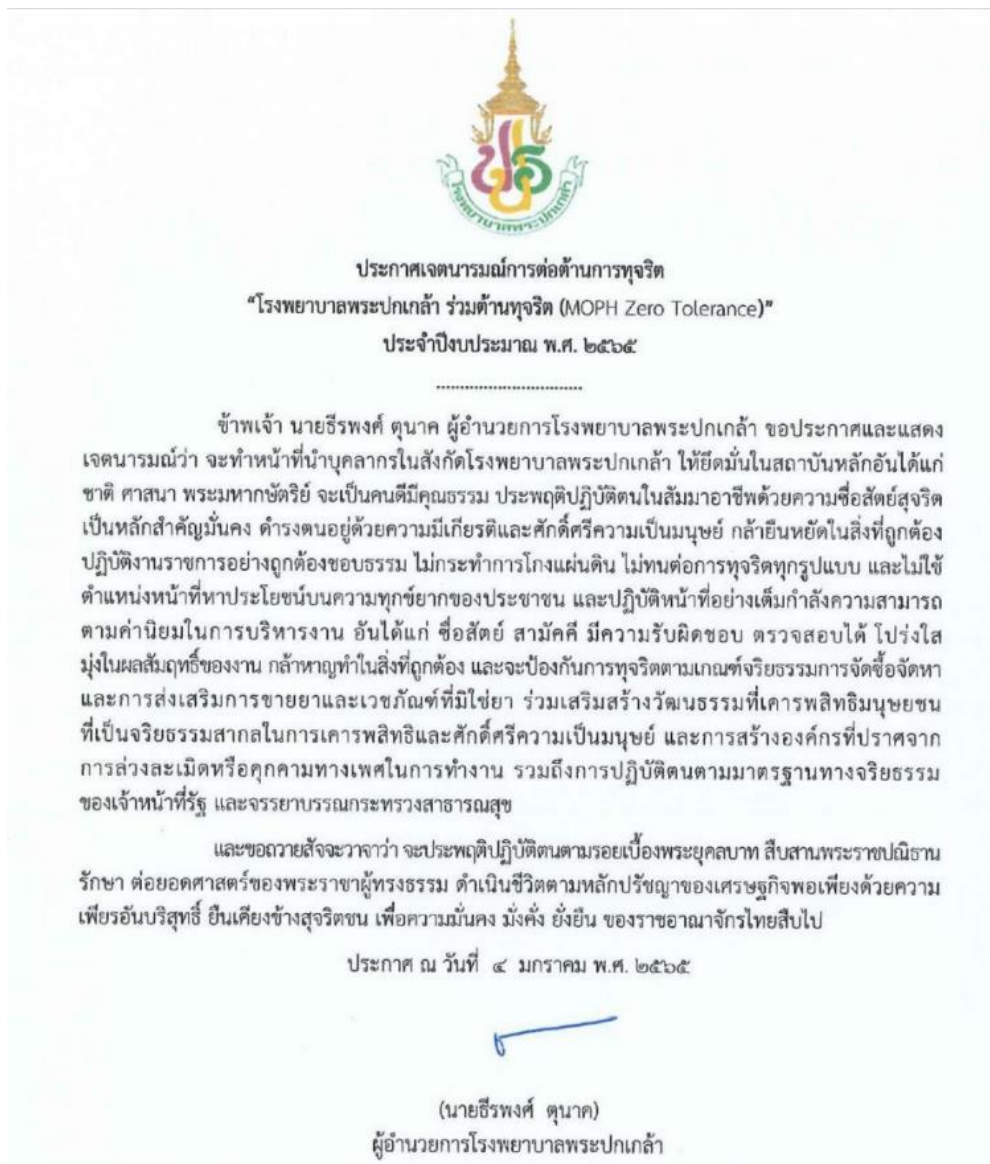 โรงพยาบาลพระปกเกล้า
ประกาศเจตนารมณ์การต่อต้านการทุจริต
“โรงพยาบาลพระปกเกล้า ร่วมต้านทุจริต (MOPH Zero Tolerance)”
ประจำปีงบประมาณ พ.ศ. ๒๕๖๕
................................
ข้าพเจ้า นายธีรพงศ์ ตุนาค ผู้อำนวยการโรงพยาบาลพระปกเกล้า ขอประกาศและแสดง
เจตนารมณ์ว่า จะทำหน้าที่นำบุคลากรในสังกัดโรงพยาบาลพระปกเกล้า ให้ยึดมั่นในสถาบันหลักอันได้แก่
ชาติ ศาสนา พระมหากษัตริย์ จะเป็นคนดีมีคุณธรรม ประพฤติปฏิบัติตนในสัมมาอาชีพด้วยความซื่อสัตย์สุจริต
เป็นหลักสำคัญมั่นคง ดำรงตนอยู่ด้วยความมีเกียรติและศักดิ์ศรีความเป็นมนุษย์ กล้ายืนหยัดในสิ่งที่ถูกต้อง
ปฏิบัติงานราชการอย่างถูกต้องชอบธรรม ไม่กระทำการโกงแผ่นดิน ไม่ทนต่อการทุจริตทุกรูปแบบ และไม่ใช้
ตำแหน่งหน้าที่หาประโยชน์บนความทุกข์ยากของประชาชน และปฏิบัติหน้าที่อย่างเต็มกำลังความสามารถ
ตามค่านิยมในการบริหารงาน อันได้แก่ ซื่อสัตย์ สามัคคี มีความรับผิดชอบ ตรวจสอบได้ โปร่งใส
มุ่งในผลสัมฤทธิ์ของงาน กล้าหาญทำในสิ่งที่ถูกต้อง และจะป้องกันการทุจริตตามเกณฑ์จริยธรรมการจัดซื้อจัดหา
และการส่งเสริมการขายยาและเวชภัณฑ์ที่มิใช่ยา ร่วมเสริมสร้างวัฒนธรรมที่เคารพสิทธิมนุษยชน
ที่เป็นจริยธรรมสากลในการเคารพสิทธิและศักดิ์ศรีความเป็นมนุษย์ และการสร้างองค์กรที่ปราศจาก
การล่วงละเมิดหรือคุกคามทางเพศในการทำงาน รวมถึงการปฏิบัติตนตามมาตรฐานทางจริยธรรม
ของเจ้าหน้าที่รัฐ และจรรยาบรรณกระทรวงสาธารณสุข
และขอถวายสัจจะวาจาว่า จะประพฤติปฏิบัติตนตามรอยเบื้องพระยุคลบาท สืบสานพระราชปณิธาน
รักษา ต่อยอดศาสตร์ของพระราชาผู้ทรงธรรม ดำเนินชีวิตตามหลักปรัชญาของเศรษฐกิจพอเพียงด้วยความ
เพียรอันบริสุทธิ์ ยืนเคียงข้างสุจริตชน เพื่อความมั่นคง มั่งคั่ง ยั่งยืน ของราชอาณาจักรไทยสืบไป
ประกาศ ณ วันที่ ๔ มกราคม พ.ศ. ๒๕๖๕
(นายธีรพงศ์ ตุนาค)
ผู้อำนวยการโรงพยาบาลพระปกเกล้า